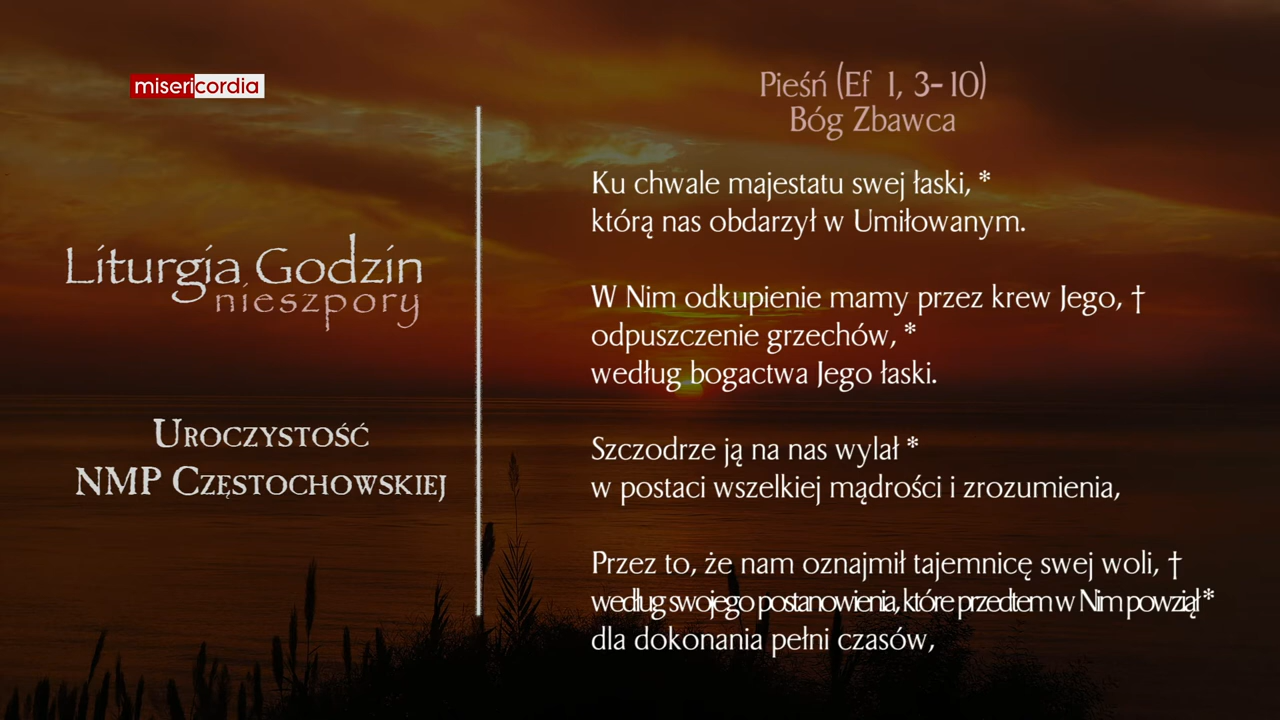 misericordia
Liturgia Godzin
nieszpory
Uroczystość
NMP Częstochowskiej
Pieśń (Ef 1, 3-10)
Bóg Zbawca
Ku chwale majestatu swej łaski, *
którą nas obdarzył w Umiłowanym.
W Nim odkupienie mamy przez krew Jego, †
odpuszczenie grzechów, *
według bogactwa Jego łaski.
Szczodrze ją na nas wylał *
w postaci wszelkiej mądrości i zrozumienia,
Przez to, że nam oznajmił tajemnicę swej woli, †
według swojego postanowienia, które przedtem w Nim powziął *
dla dokonania pełni czasów,